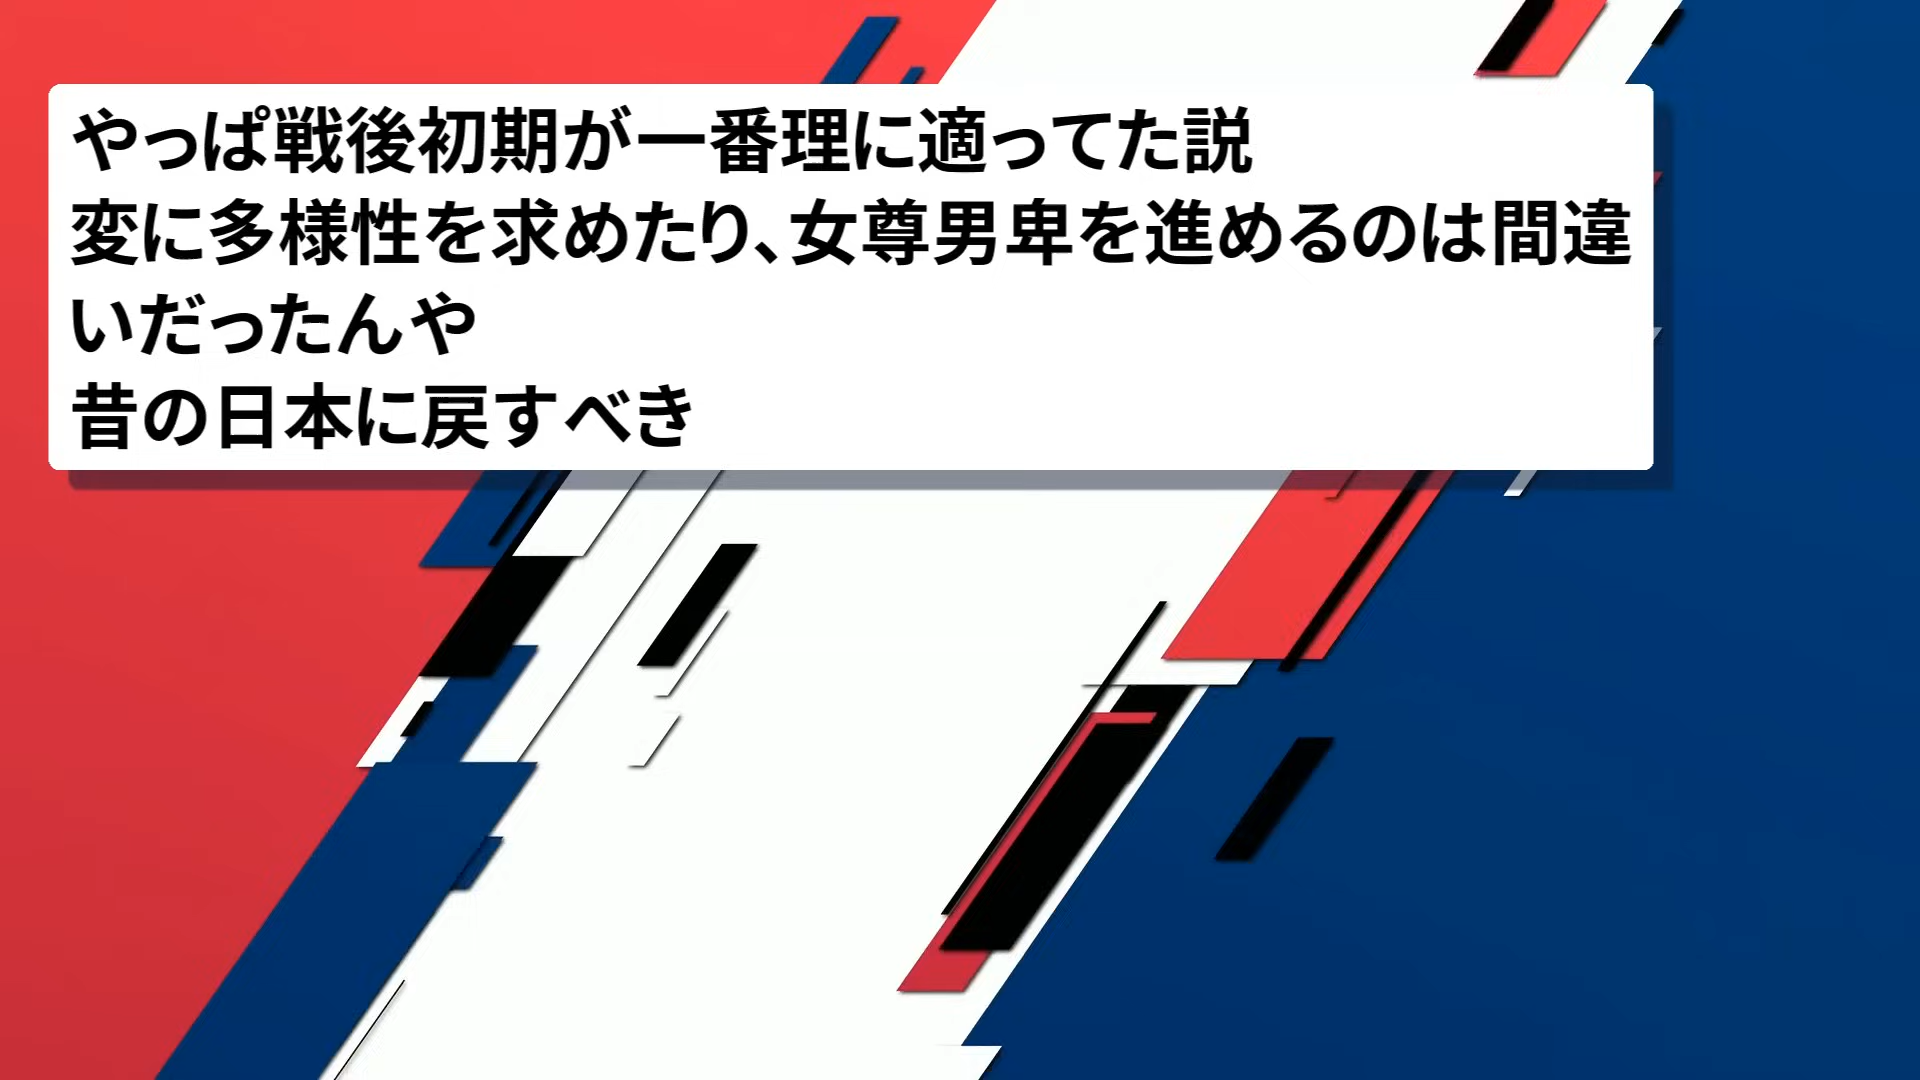 やっぱ戦後初期が一番理に適ってた説
変に多様性を求めたり、女尊男卑を進めるのは間違
いだったんや
昔の日本に戻すべき